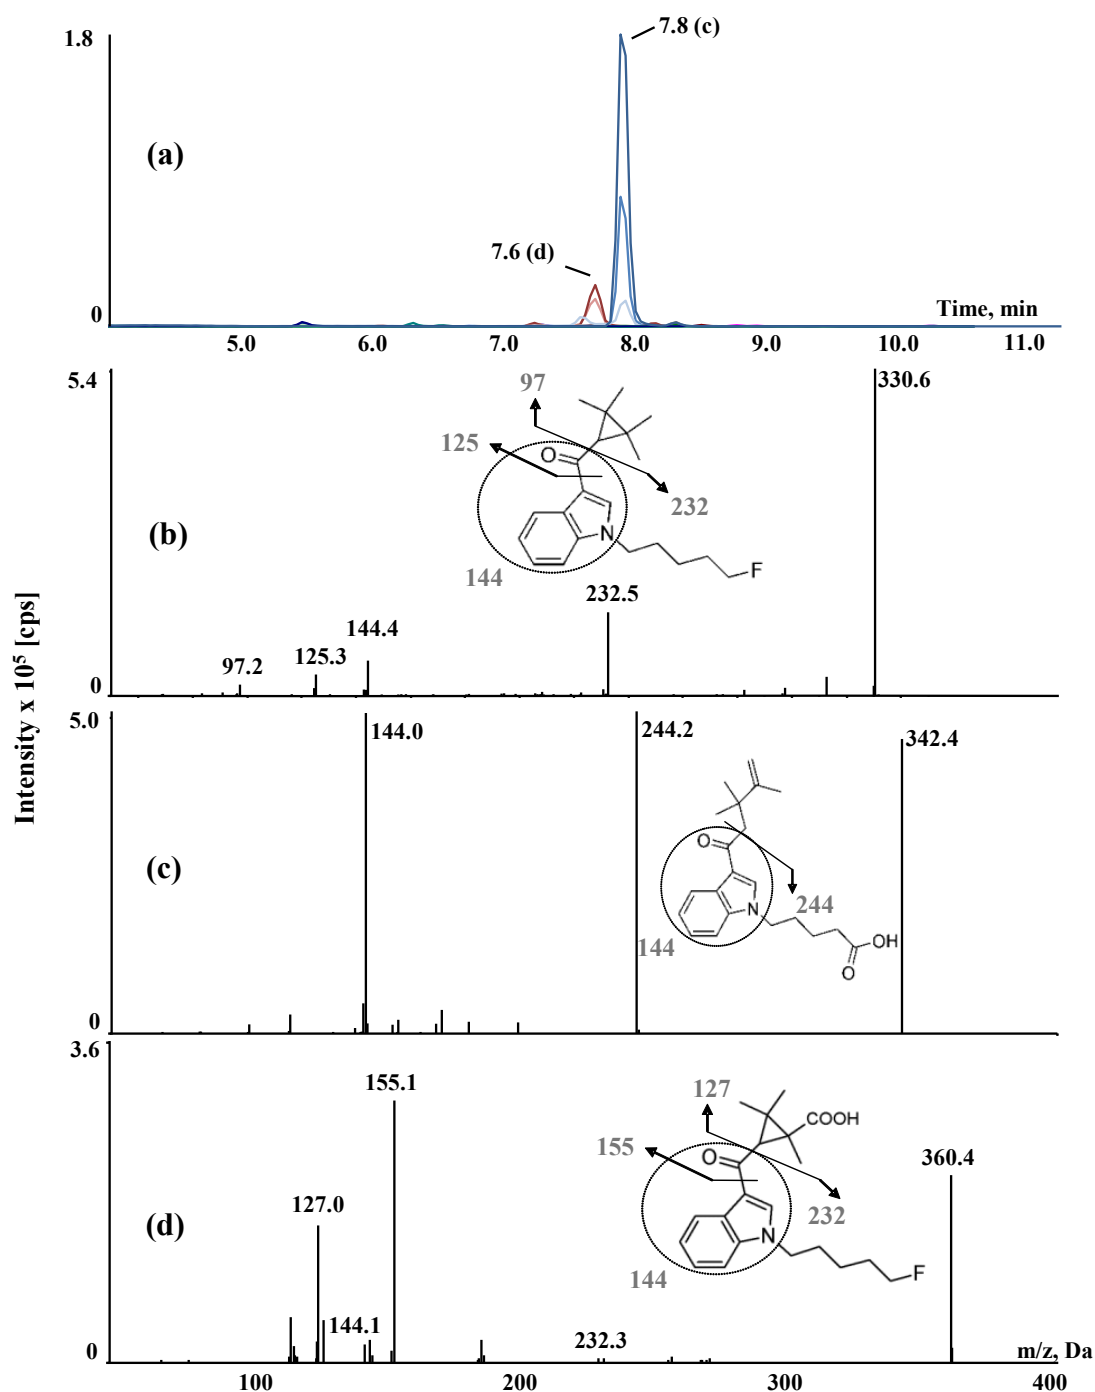 1.8
7.8 (c)
(a)
7.6 (d)
0
Time, min
5.0 6.0 7.0 8.0 9.0 10.0 11.0
Intensity x 10⁵ [cps]
5.4
97
330.6
125
O
232
(b)
N
F
144
232.5
144.4
97.2 125.3
0
5.0
144.0
244.2
342.4
O
(c)
244
N
144
OH
O
0
3.6
155.1
127
COOH
155
O
360.4
127.0
232
(d)
N
144
F
144.1
232.3
0
m/z, Da
100 200 300 400